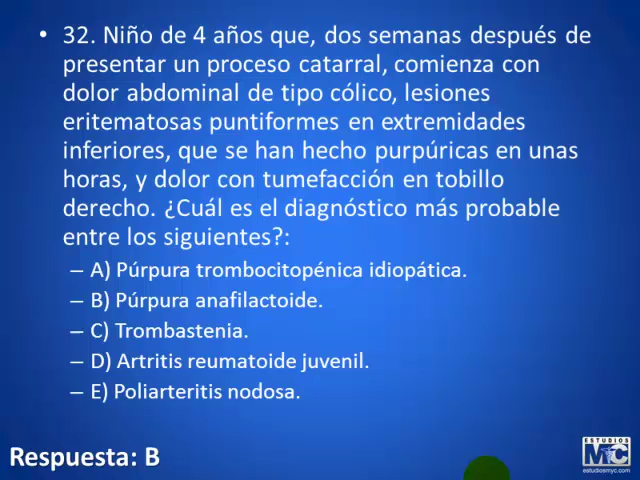 • 32. Niño de 4 años que, dos semanas después de
presentar un proceso catarral, comienza con
dolor abdominal de tipo cólico, lesiones
eritematosas puntiformes en extremidades
inferiores, que se han hecho purpúricas en unas
horas, y dolor con tumefacción en tobillo
derecho. ¿Cuál es el diagnóstico más probable
entre los siguientes?:
– A) Púrpura trombocitopénica idiopática.
– B) Púrpura anafilactoide.
– C) Trombastenia.
– D) Artritis reumatoide juvenil.
– E) Poliarteritis nodosa.
Respuesta: B
ESTUDIOS
MyC
estudiosmyc.com